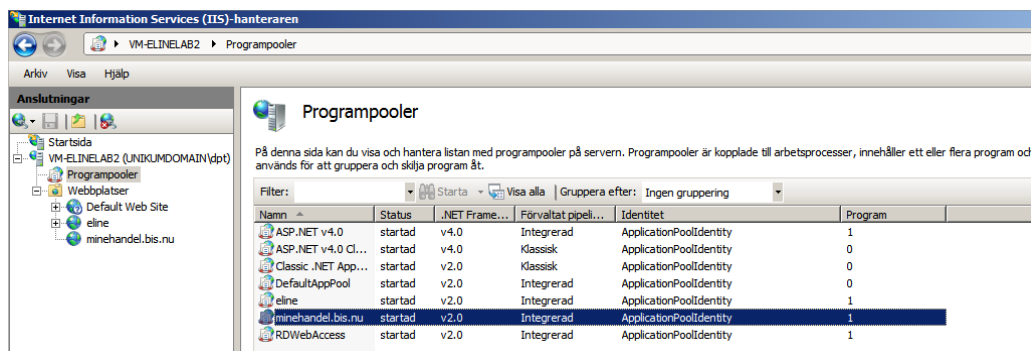 Internet Information Services (IIS)-hanteraren
VM-ELINELAB2 Programpooler
Arkiv Visa Hjälp
Anslutningar
Startsida
VM-ELINELAB2 (UNIKUMDOMAIN\dpt)
Programpooler
Webbplatser
Default Web Site
eline
minehandel.bis.nu
Programpooler
På denna sida kan du visa och hantera listan med programpooler på servern. Programpooler är kopplade till arbetsprocesser, innehåller ett eller flera program och
används för att gruppera och skilja program åt.
Filter: Starta Visa alla Gruppera efter: Ingen gruppering
Namn Status .NET Frame... Förvaltat pipeli... Identitet Program
ASP.NET v4.0 startad v4.0 Integrerad ApplicationPoolIdentity 1
ASP.NET v4.0 Cl... startad v4.0 Klassisk ApplicationPoolIdentity 0
Classic .NET App... startad v2.0 Klassisk ApplicationPoolIdentity 0
DefaultAppPool startad v2.0 Integrerad ApplicationPoolIdentity 0
eline startad v2.0 Integrerad ApplicationPoolIdentity 1
minehandel.bis.nu startad v2.0 Integrerad ApplicationPoolIdentity 1
RDWebAccess startad v2.0 Integrerad ApplicationPoolIdentity 1